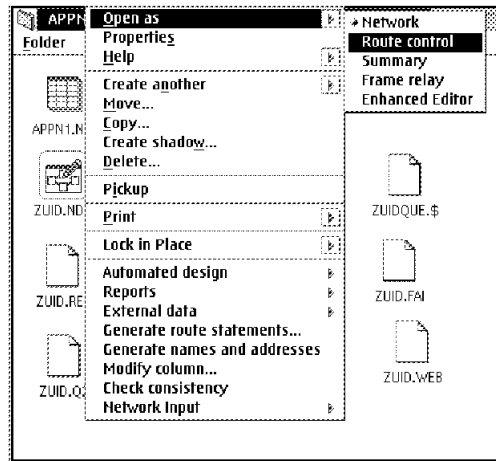 APPN
Folder
Open as
Properties
Help
Create another
Move...
Copy...
Create shadow...
Delete...
Pickup
Print
Lock in Place
Automated design
Reports
External data
Generate route statements...
Generate names and addresses
Modify column...
Check consistency
Network Input
Network
Route control
Summary
Frame relay
Enhanced Editor
APPN1.N
ZUID.ND
ZUIDQUE.$
ZUID.RE
ZUID.FAI
ZUID.Q
ZUID.WEB